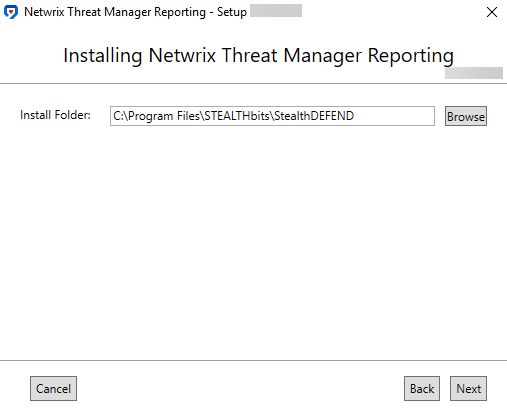 Netwrix Threat Manager Reporting - Setup
Installing Netwrix Threat Manager Reporting
Install Folder: C:\Program Files\STEALTHbits\StealthDEFEND Browse
Cancel Back Next